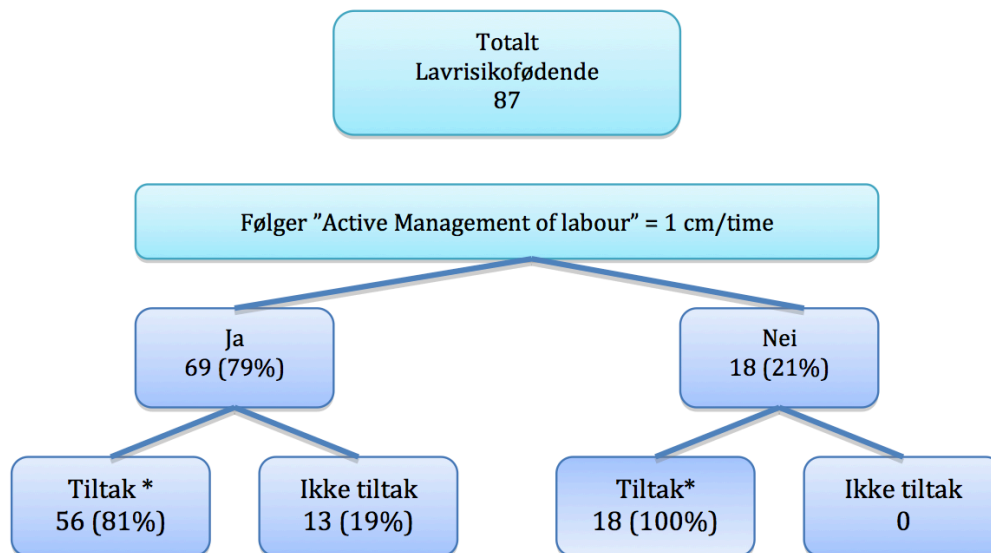 Totalt
Lavrisikofødende
87
Følger ”Active Management of labour” = 1 cm/time
Ja
69 (79%)
Nei
18 (21%)
Tiltak *
56 (81%)
Ikke tiltak
13 (19%)
Tiltak*
18 (100%)
Ikke tiltak
0